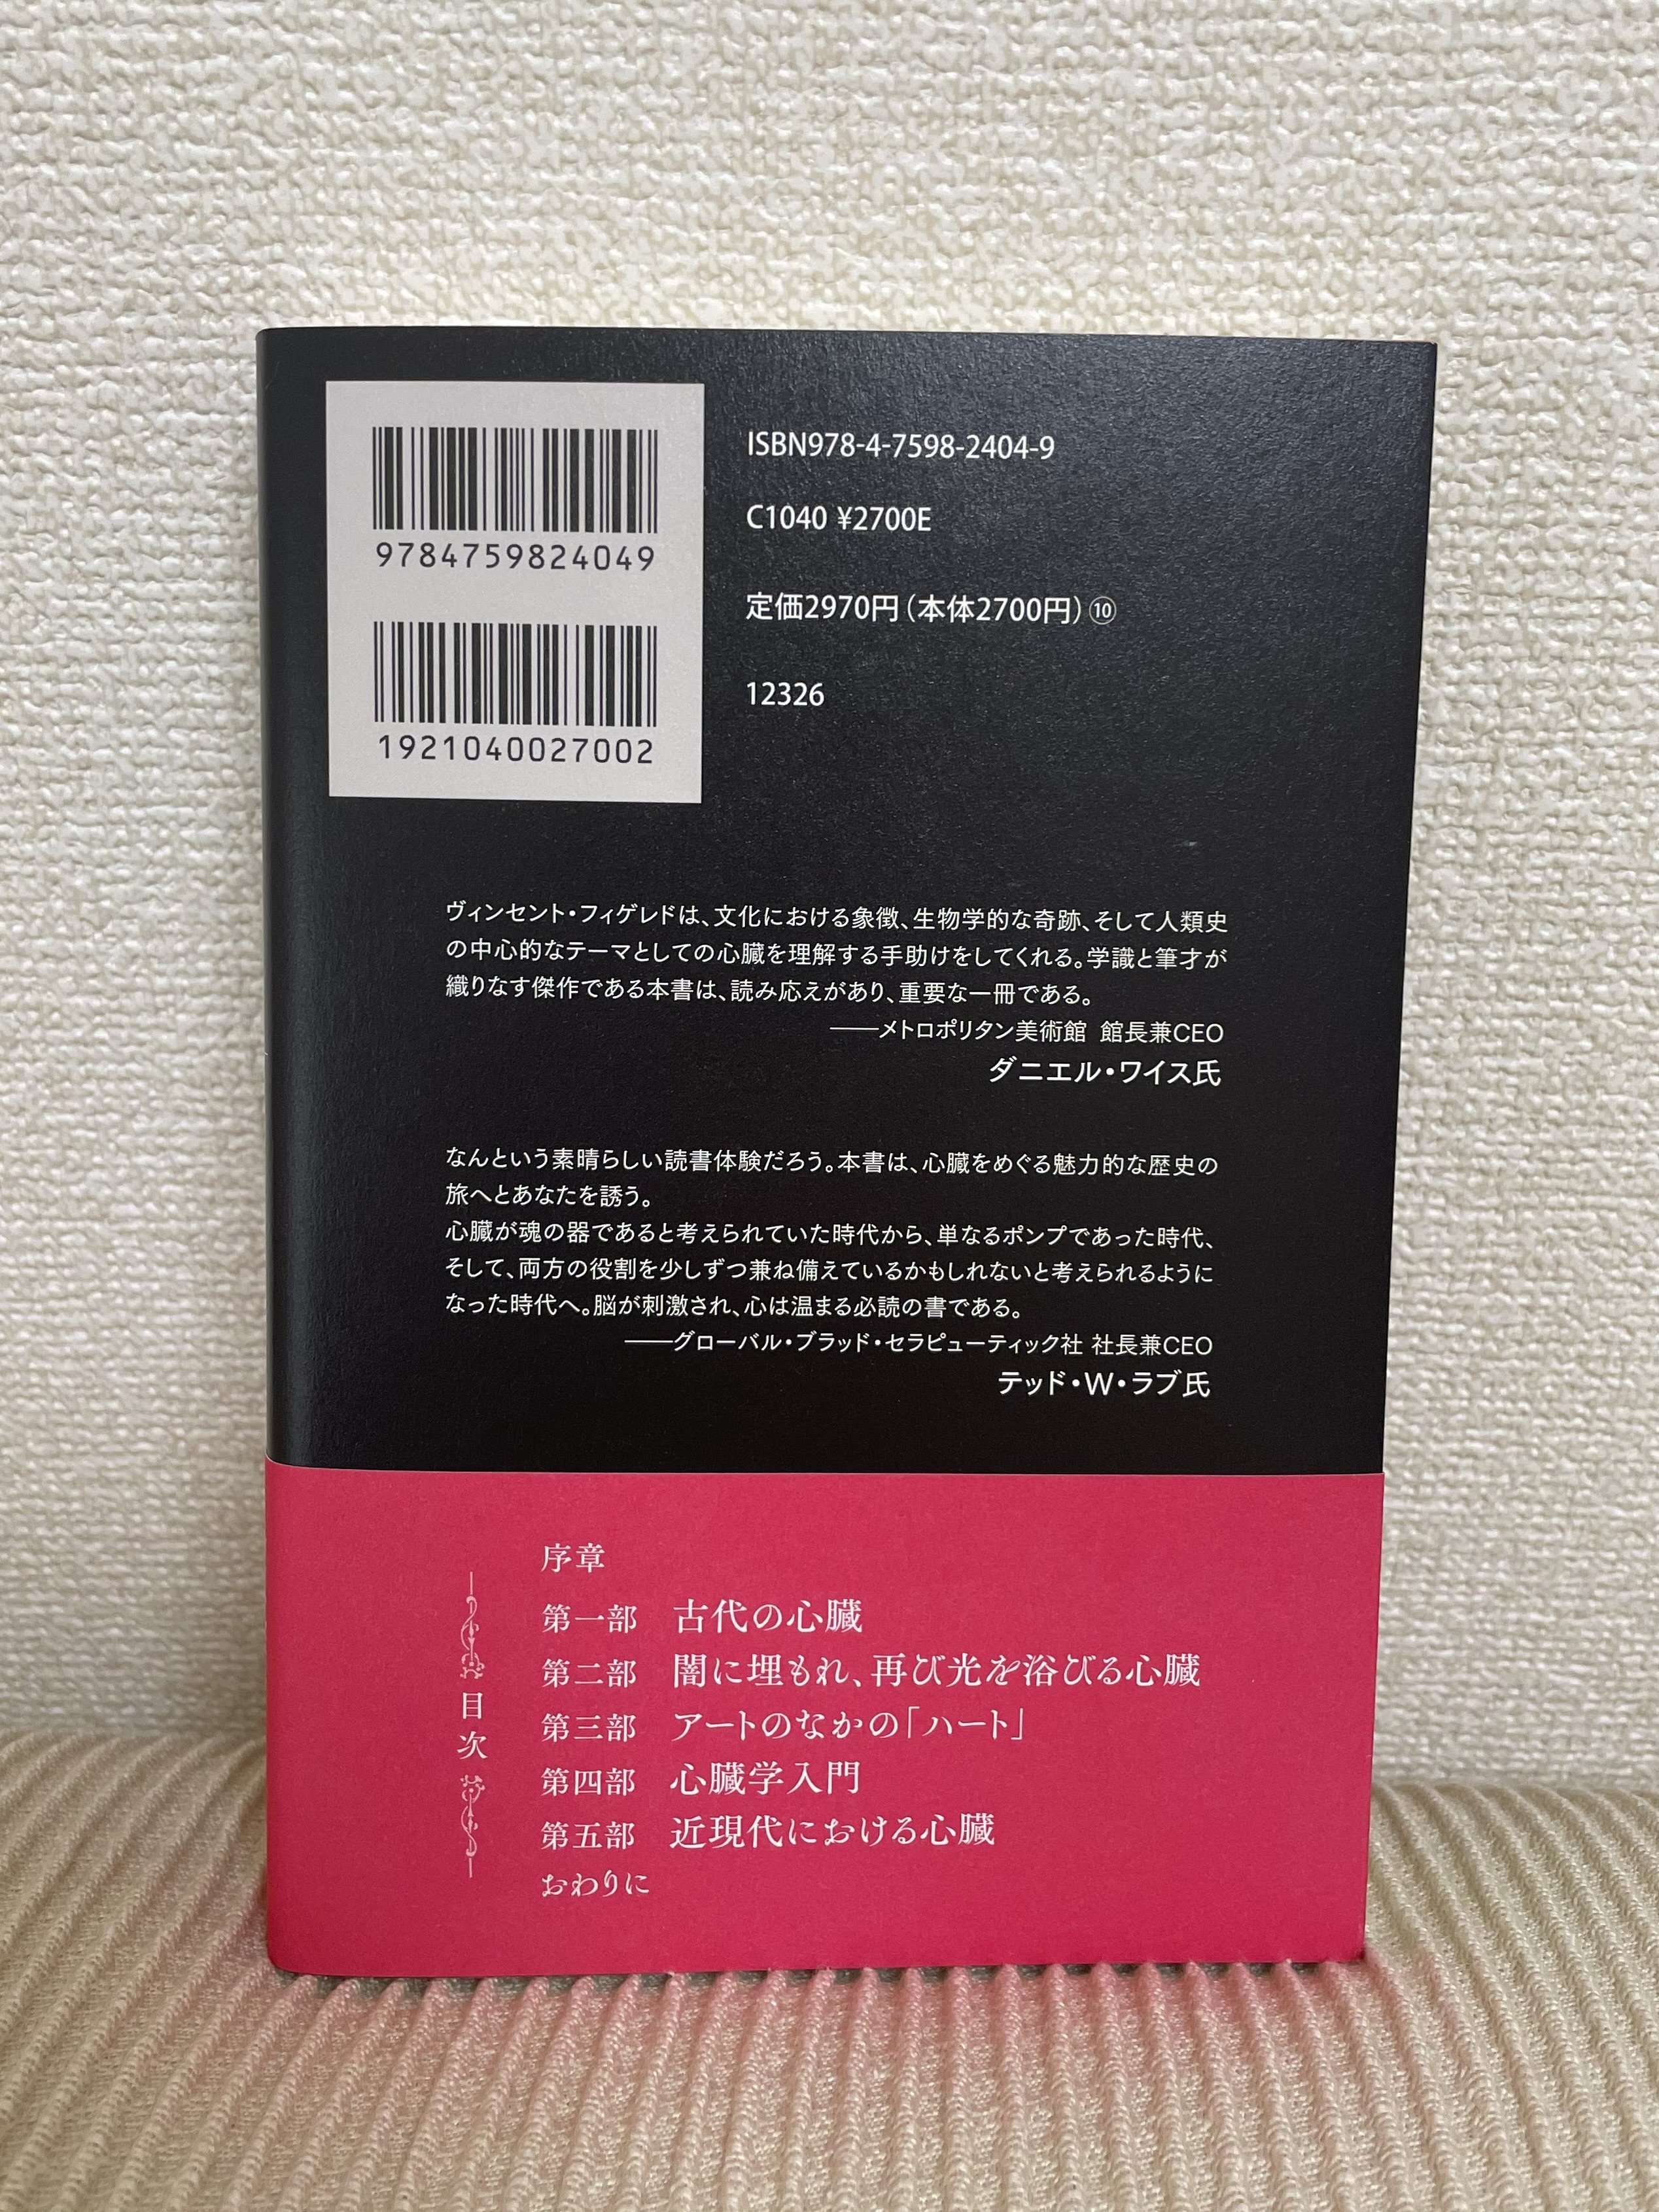 9784759824049
1921040027002
ISBN978-4-7598-2404-9
C1040 ¥2700E
定価2970円(本体2700円)⑩
12326
ヴィンセント・フィゲレドは、文化における象徴、生物学的な奇跡、そして人類史
の中心的なテーマとしての心臓を理解する手助けをしてくれる。学識と筆才が
織りなす傑作である本書は、読み応えがあり、重要な一冊である。
――メトロポリタン美術館 館長兼CEO
ダニエル・ワイス氏
なんという素晴らしい読書体験だろう。本書は、心臓をめぐる魅力的な歴史の
旅へとあなたを誘う。
心臓が魂の器であると考えられていた時代から、単なるポンプであった時代、
そして、両方の役割を少しずつ兼ね備えているかもしれないと考えられるように
なった時代へ。脳が刺激され、心は温まる必読の書である。
――グローバル・ブラッド・セラピューティック社 社長兼CEO
テッド・W・ラブ氏
目次
序章
第一部 古代の心臓
第二部 闇に埋もれ、再び光を浴びる心臓
第三部 アートのなかの「ハート」
第四部 心臓学入門
第五部 近現代における心臓
おわりに